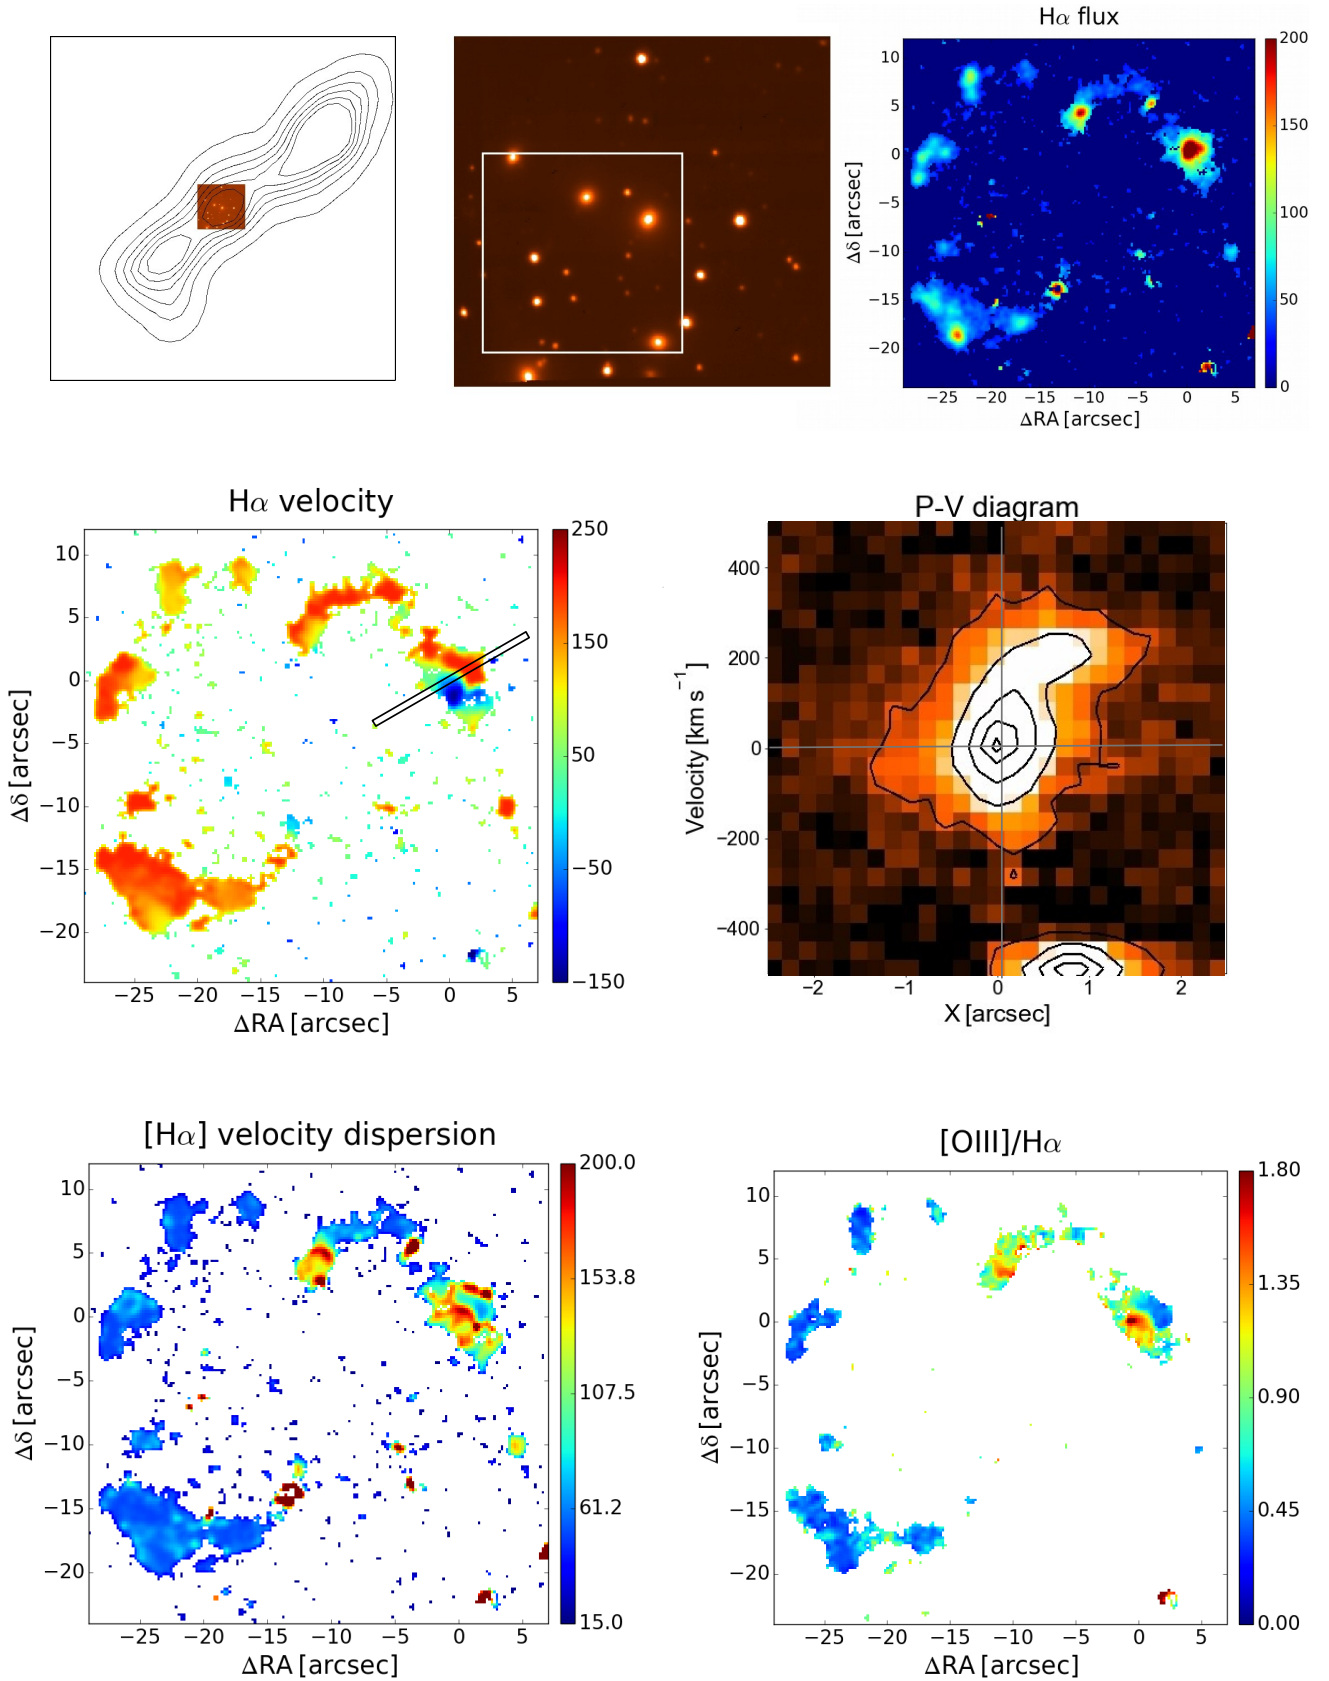 Hα flux
10
5
0
−5
−10
−15
−20
Δδ [arcsec]
−25 −20 −15 −10 −5 0 5
ΔRA [arcsec]
200
150
100
50
0
Hα velocity
10
5
0
−5
−10
−15
−20
Δδ [arcsec]
−25 −20 −15 −10 −5 0 5
ΔRA [arcsec]
250
150
50
−50
−150
P-V diagram
400
200
0
−200
−400
Velocity [km s−1]
−2 −1 0 1 2
X [arcsec]
[Hα] velocity dispersion
10
5
0
−5
−10
−15
−20
Δδ [arcsec]
−25 −20 −15 −10 −5 0 5
ΔRA [arcsec]
200.0
153.8
107.5
61.2
15.0
[OIII]/Hα
10
5
0
−5
−10
−15
−20
Δδ [arcsec]
−25 −20 −15 −10 −5 0 5
ΔRA [arcsec]
1.80
1.35
0.90
0.45
0.00